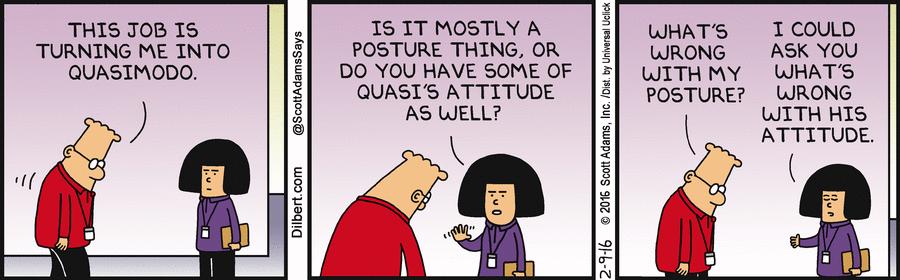 THIS JOB IS
TURNING ME INTO
QUASIMODO.
Dilbert.com @ScottAdamsSays
IS IT MOSTLY A
POSTURE THING, OR
DO YOU HAVE SOME OF
QUASI'S ATTITUDE
AS WELL?
2-9-16 © 2016 Scott Adams, Inc. /Dist. by Universal Uclick
WHAT'S
WRONG
WITH MY
POSTURE?
I COULD
ASK YOU
WHAT'S
WRONG
WITH HIS
ATTITUDE.